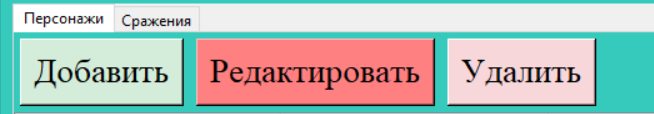 Персонажи Сражения
Добавить Редактировать Удалить